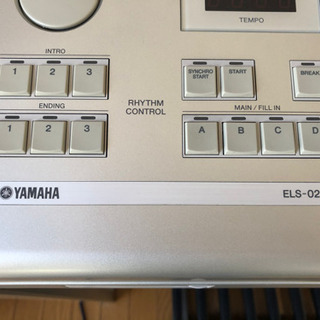 TEMPO
INTRO
1 2 3
SYNCHRO START
START
BREAK
ENDING
1 2 3
RHYTHM CONTROL
MAIN / FILL IN
A B C D
YAMAHA
ELS-02